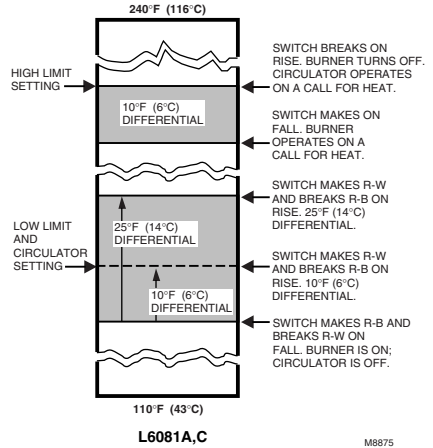 240°F (116°C)
HIGH LIMIT
SETTING
10°F (6°C)
DIFFERENTIAL
SWITCH BREAKS ON
RISE. BURNER TURNS OFF.
CIRCULATOR OPERATES
ON A CALL FOR HEAT.
SWITCH MAKES ON
FALL. BURNER
OPERATES ON A
CALL FOR HEAT.
SWITCH MAKES R-W
AND BREAKS R-B ON
RISE. 25°F (14°C)
DIFFERENTIAL.
25°F (14°C)
DIFFERENTIAL
LOW LIMIT
AND
CIRCULATOR
SETTING
SWITCH MAKES R-W
AND BREAKS R-B ON
RISE. 10°F (6°C)
DIFFERENTIAL.
10°F (6°C)
DIFFERENTIAL
SWITCH MAKES R-B AND
BREAKS R-W ON
FALL. BURNER IS ON;
CIRCULATOR IS OFF.
110°F (43°C)
L6081A,C
M8875